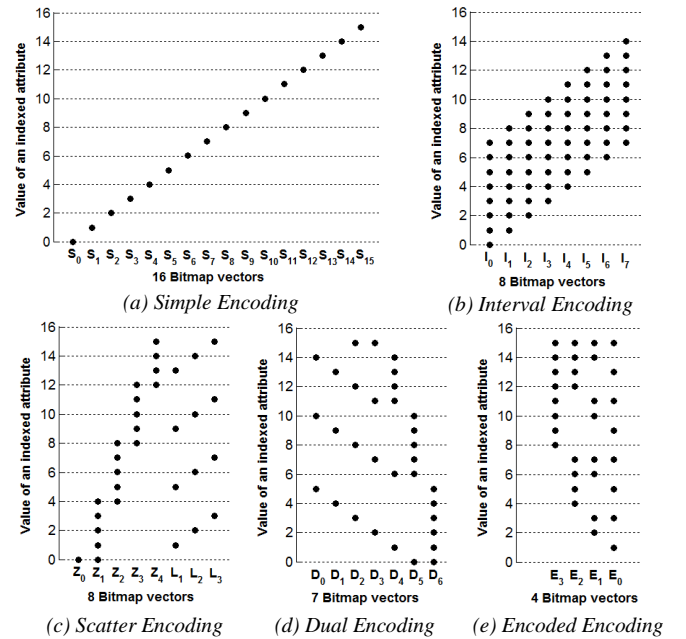 Value of an indexed attribute
16
14
12
10
8
6
4
2
0
S0 S1 S2 S3 S4 S5 S6 S7 S8 S9 S10 S11 S12 S13 S14 S15
16 Bitmap vectors
(a) Simple Encoding
Value of an indexed attribute
16
14
12
10
8
6
4
2
0
I0 I1 I2 I3 I4 I5 I6 I7
8 Bitmap vectors
(b) Interval Encoding
Value of an indexed attribute
16
14
12
10
8
6
4
2
0
Z0 Z1 Z2 Z3 Z4 L1 L2 L3
8 Bitmap vectors
(c) Scatter Encoding
Value of an indexed attribute
16
14
12
10
8
6
4
2
0
D0 D1 D2 D3 D4 D5 D6
7 Bitmap vectors
(d) Dual Encoding
Value of an indexed attribute
16
14
12
10
8
6
4
2
0
E3 E2 E1 E0
4 Bitmap vectors
(e) Encoded Encoding